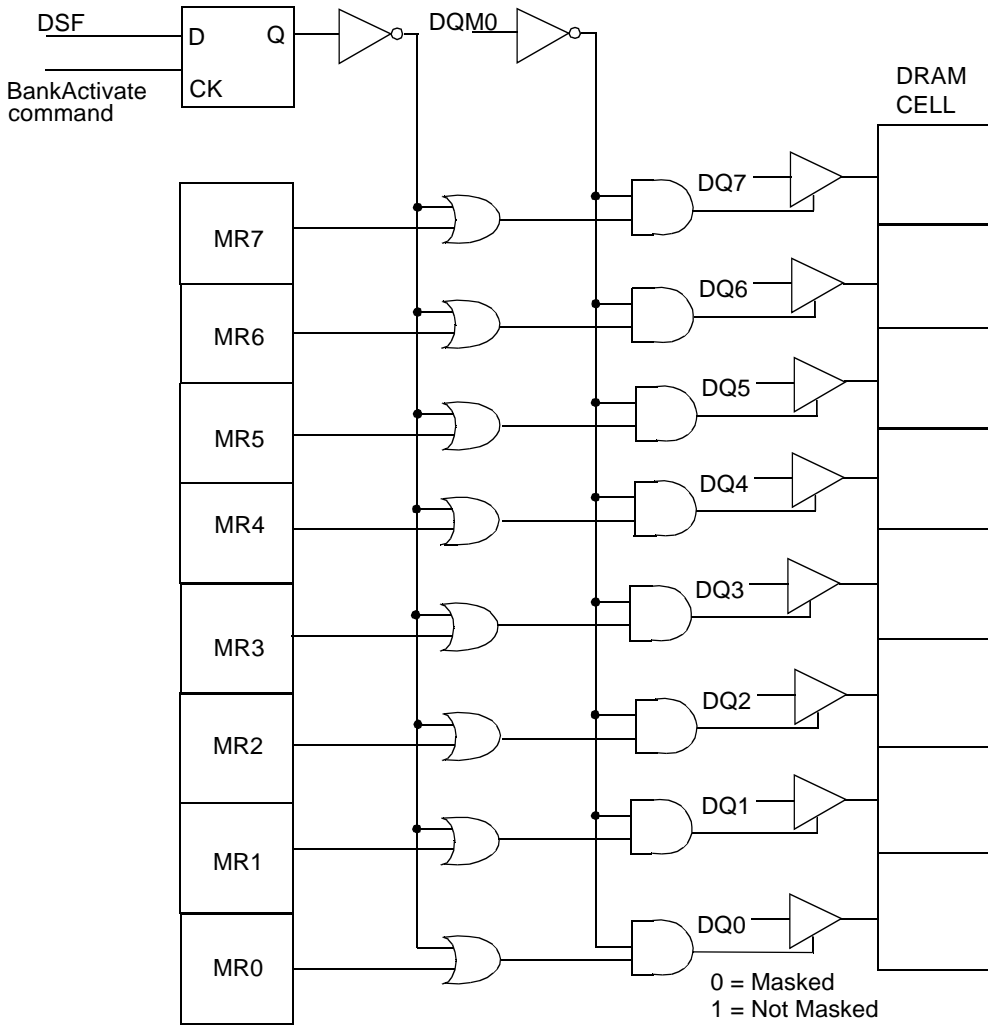 DSF
D
Q
DQM0
BankActivate
command
CK
DRAM
CELL
MR7
DQ7
MR6
DQ6
MR5
DQ5
MR4
DQ4
MR3
DQ3
MR2
DQ2
MR1
DQ1
MR0
DQ0
0 = Masked
1 = Not Masked